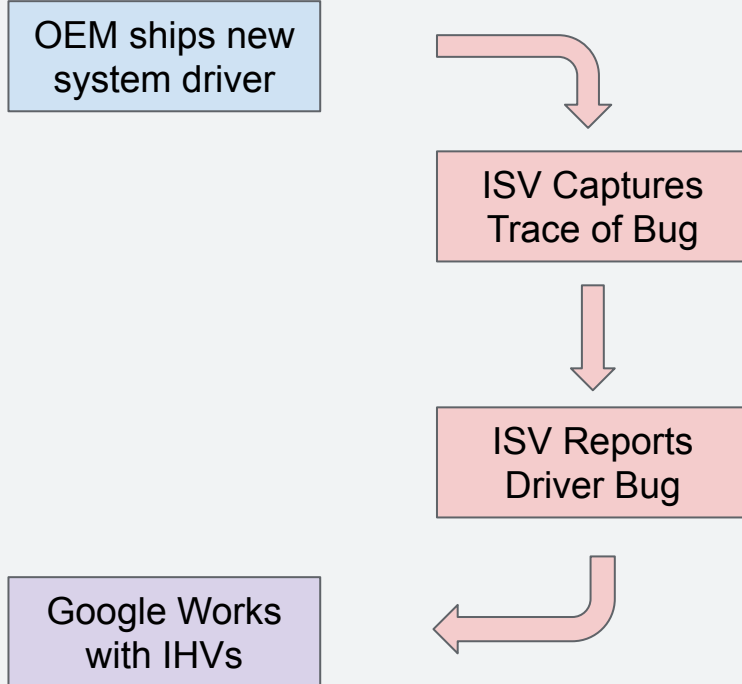 OEM ships new
system driver
ISV Captures
Trace of Bug
ISV Reports
Driver Bug
Google Works
with IHVs